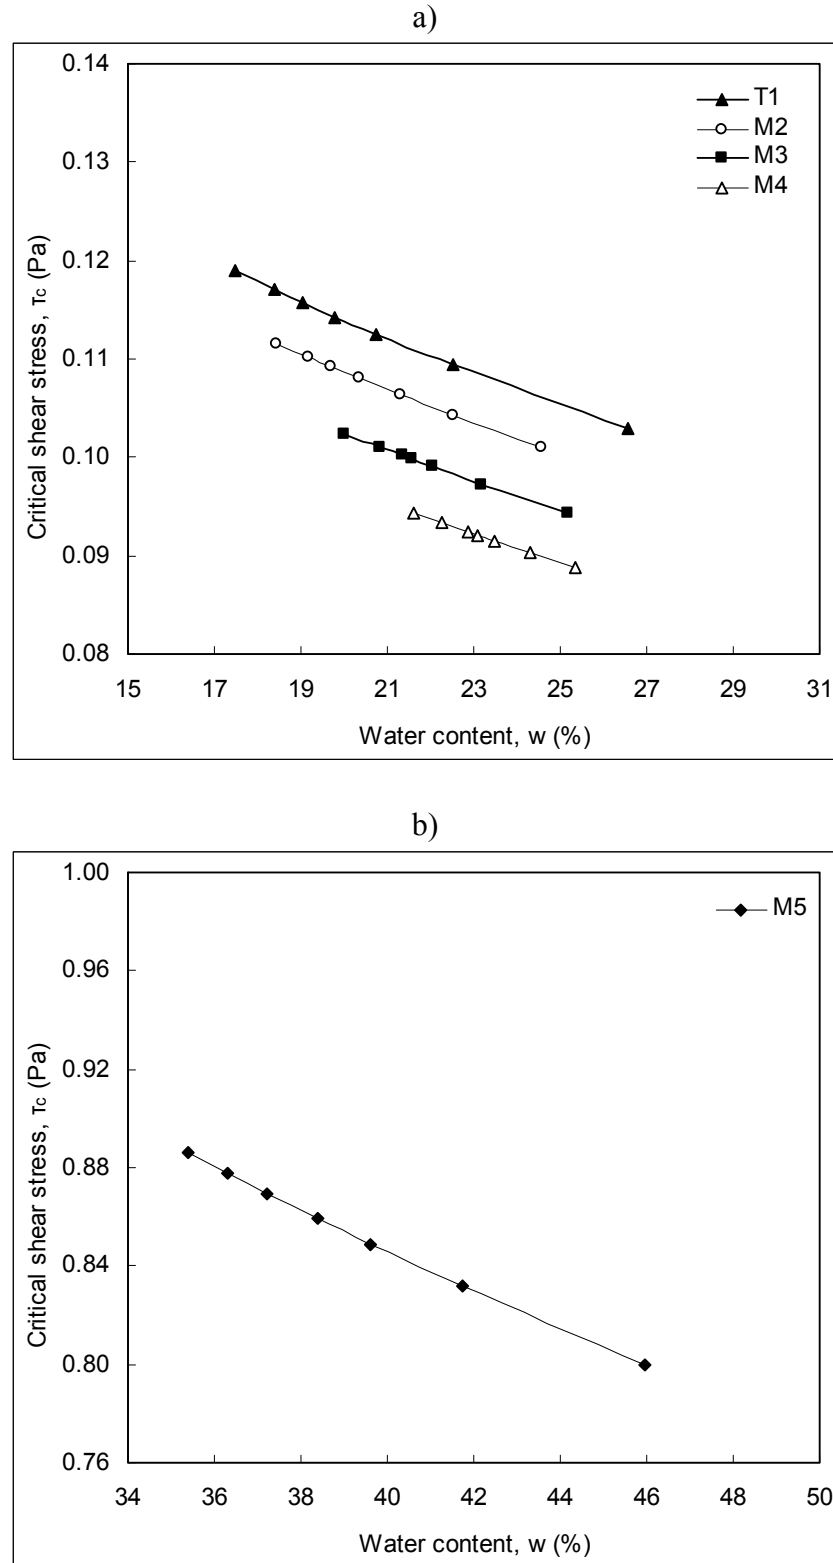 a)
0.14
0.13
0.12
0.11
0.10
0.09
0.08
15 17 19 21 23 25 27 29 31
Critical shear stress, τc (Pa)
Water content, w (%)
T1
M2
M3
M4
b)
1.00
0.96
0.92
0.88
0.84
0.80
0.76
34 36 38 40 42 44 46 48 50
Critical shear stress, τc (Pa)
Water content, w (%)
M5